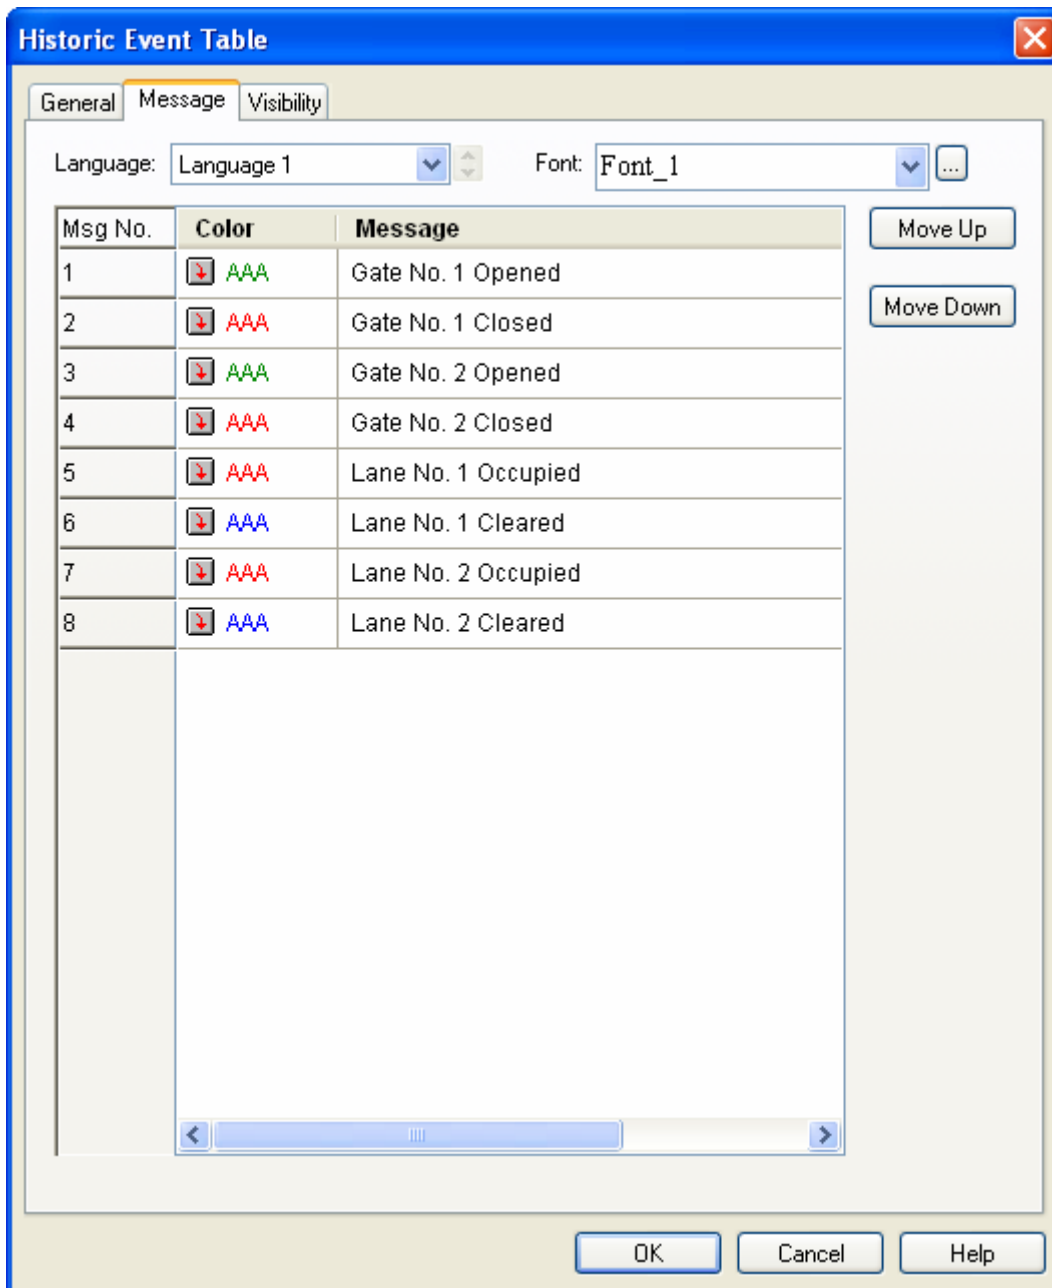 Historic Event Table
General Message Visibility
Language: Language 1 Font: Font_1 ...
Msg No. Color Message Move Up
1 AAA Gate No. 1 Opened
Move Down
2 AAA Gate No. 1 Closed
3 AAA Gate No. 2 Opened
4 AAA Gate No. 2 Closed
5 AAA Lane No. 1 Occupied
6 AAA Lane No. 1 Cleared
7 AAA Lane No. 2 Occupied
8 AAA Lane No. 2 Cleared
OK Cancel Help